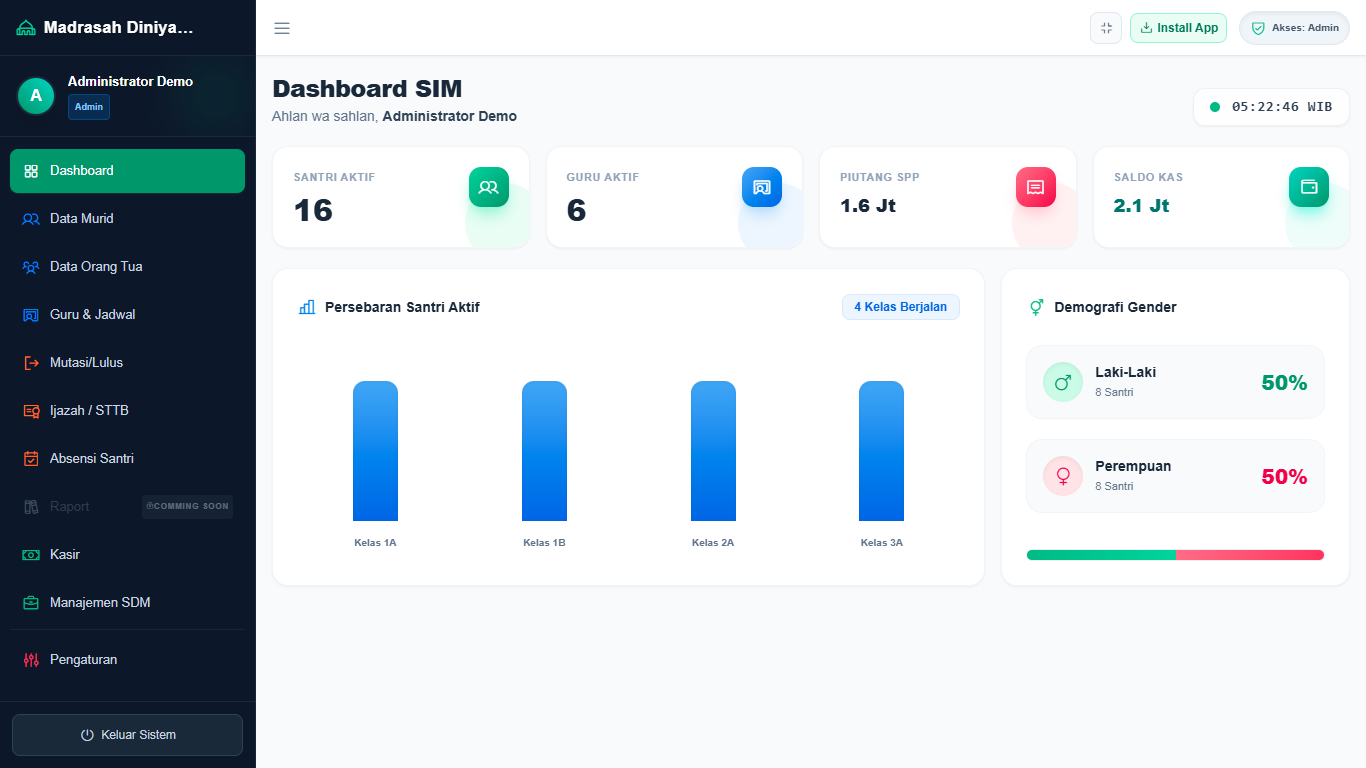 Madrasah Diniya...
A
Administrator Demo
Admin
Dashboard
Data Murid
Data Orang Tua
Guru & Jadwal
Mutasi/Lulus
Ijazah / STTB
Absensi Santri
Raport
COMMING SOON
Kasir
Manajemen SDM
Pengaturan
Keluar Sistem
Install App
Akses: Admin
Dashboard SIM
Ahlan wa sahlan, Administrator Demo
05:22:46 WIB
SANTRI AKTIF
16
GURU AKTIF
6
PIUTANG SPP
1.6 Jt
SALDO KAS
2.1 Jt
Persebaran Santri Aktif
4 Kelas Berjalan
Kelas 1A
Kelas 1B
Kelas 2A
Kelas 3A
Demografi Gender
Laki-Laki
8 Santri
50%
Perempuan
8 Santri
50%